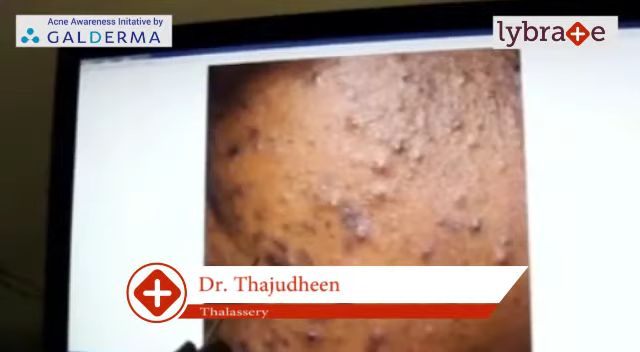 Acne Awareness Initative by
GALDERMA
lybrate
Dr. Thajudheen
Thalassery